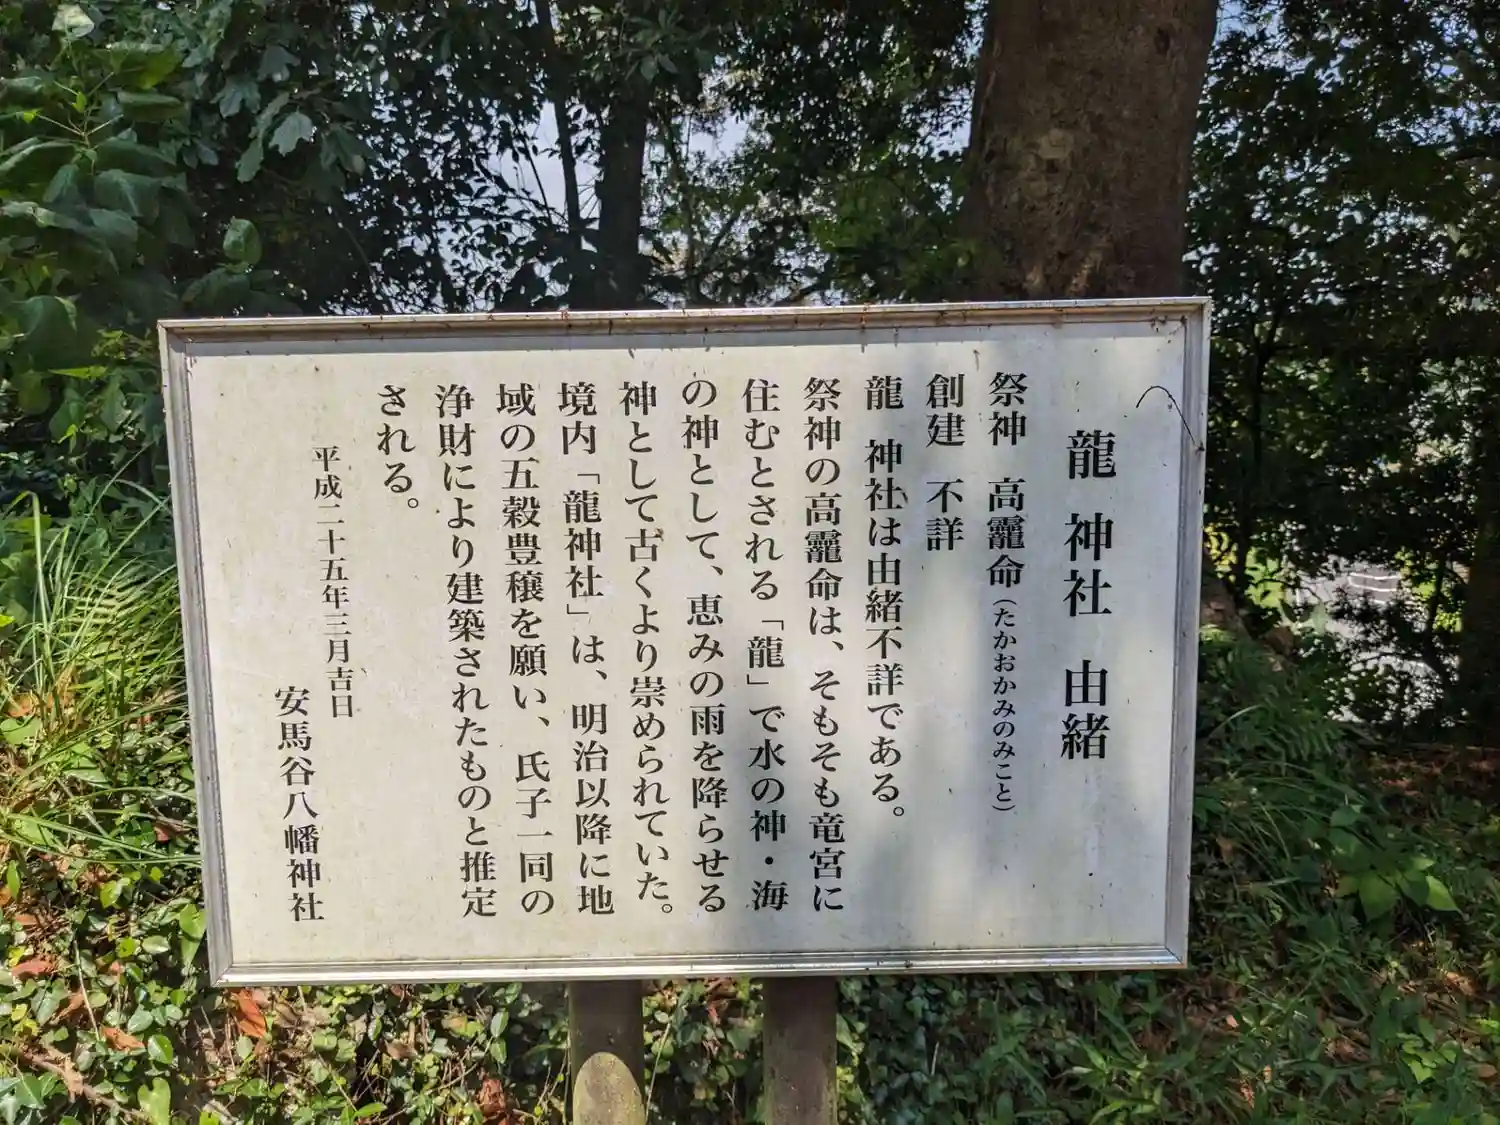 龍神社 由緒
祭神 高龗命(たかおかみのみこと)
創建 不詳
龍 神社は由緒不詳である。
祭神の高龗命は、そもそも竜宮に
住むとされる「龍」で水の神・海
の神として、恵みの雨を降らせる
神として古くより崇められていた。
境内「龍神社」は、明治以降に地
域の五穀豊穣を願い、氏子一同の
浄財により建築されたものと推定
される。
平成二十五年三月吉日
安馬谷八幡神社